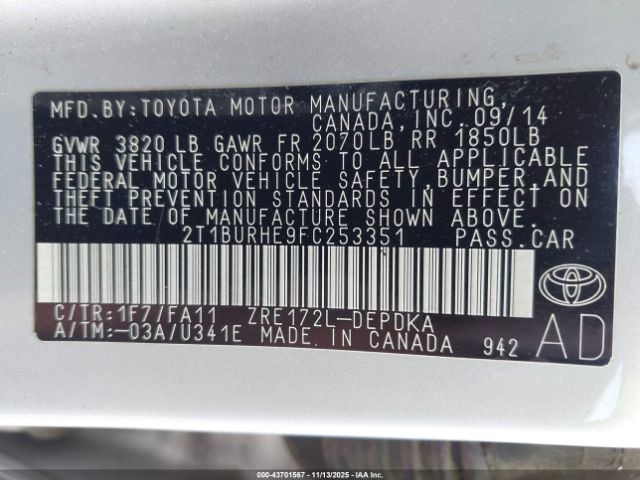 MFD.BY:TOYOTA MOTOR MANUFACTURING,
CANADA,INC.09/14
GVWR 3820 LB GAWR FR 2070LB RR 1850LB
THIS VEHICLE CONFORMS TO ALL APPLICABLE
FEDERAL MOTOR VEHICLE SAFETY,BUMPER,AND
THEFT PREVENTION STANDARDS IN EFFECT ON
THE DATE OF MANUFACTURE SHOWN ABOVE.
2T1BURHE9FC253351 PASS.CAR
C/TR:1F7/FA11 ZRE172L-DEPDKA
A/TM:-03A/U341E MADE IN CANADA 942 AD
000-43701567 - 11/13/2025 - IAA Inc.